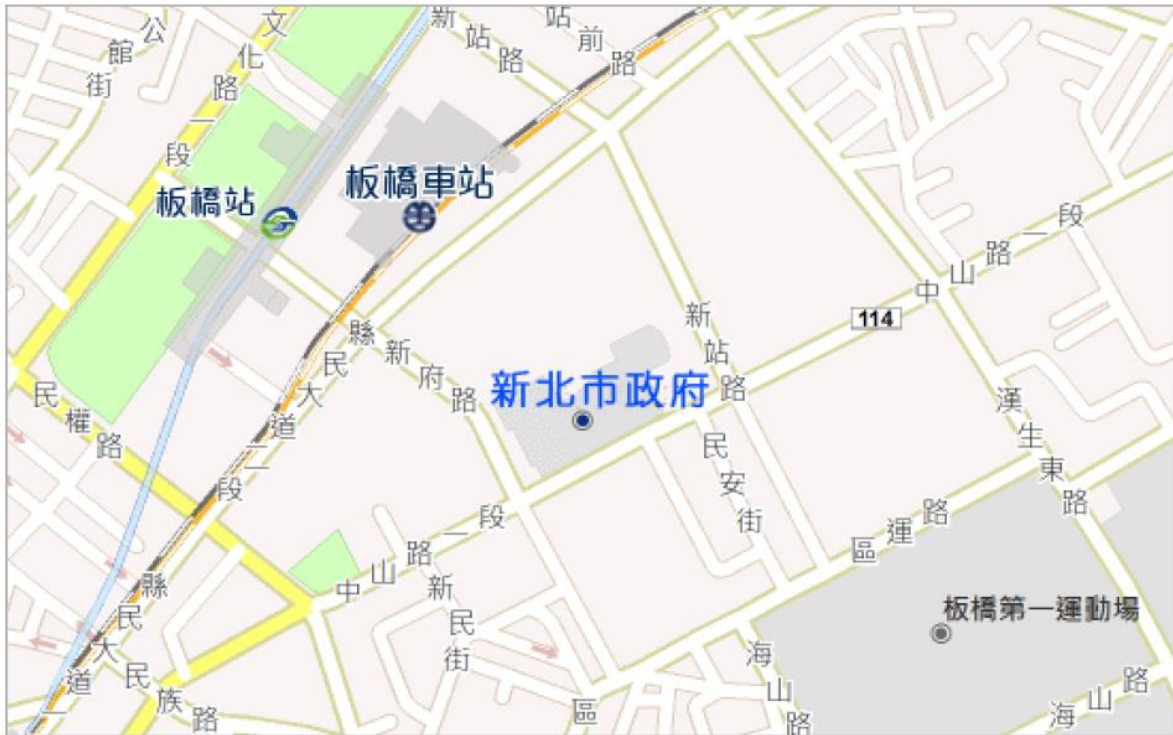 公館街
文化路一段
新站路
站前路
板橋站
板橋車站
中山路一段
114
新站路
縣民大道二段
新府路
新北市政府
民權路
漢生東路
民安街
區運路
中山路一段
新民街
縣民大道一
民族路
板橋第一運動場
海山路
海山路
區